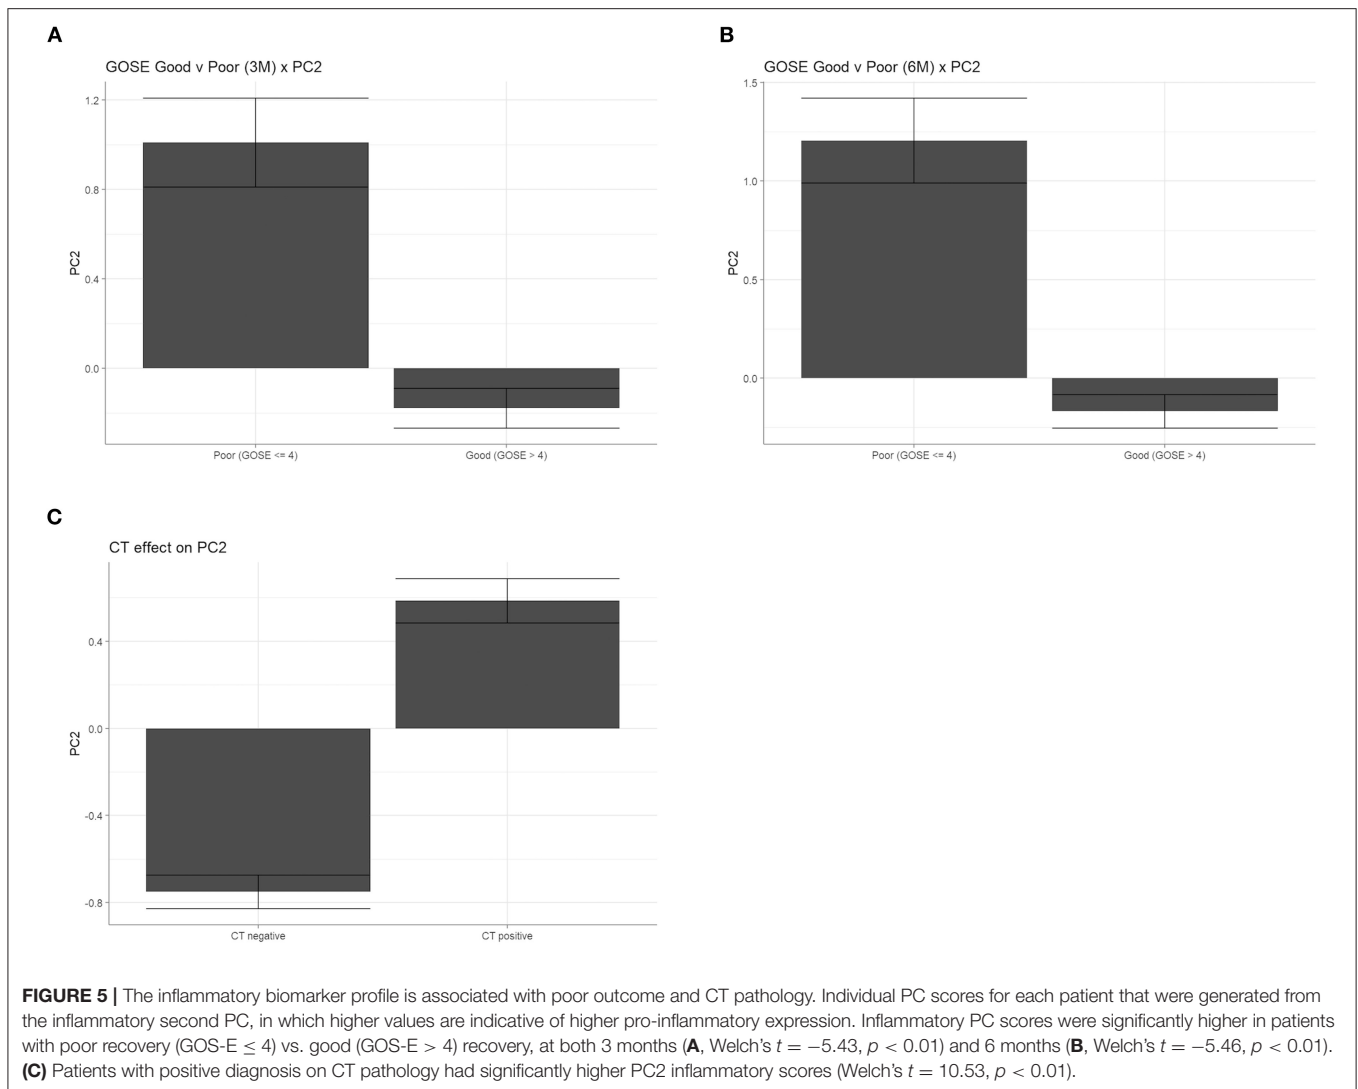 A
GOSE Good v Poor (3M) x PC2
1.2
0.8
0.4
0.0
PC2
Poor (GOSE <= 4)
Good (GOSE > 4)
B
GOSE Good v Poor (6M) x PC2
1.5
1.0
0.5
0.0
PC2
Poor (GOSE <= 4)
Good (GOSE > 4)
C
CT effect on PC2
0.4
0.0
-0.4
-0.8
PC2
CT negative
CT positive
FIGURE 5 | The inflammatory biomarker profile is associated with poor outcome and CT pathology. Individual PC scores for each patient that were generated from
the inflammatory second PC, in which higher values are indicative of higher pro-inflammatory expression. Inflammatory PC scores were significantly higher in patients
with poor recovery (GOS-E ≤ 4) vs. good (GOS-E > 4) recovery, at both 3 months (A, Welch's t = −5.43, p < 0.01) and 6 months (B, Welch's t = −5.46, p < 0.01).
(C) Patients with positive diagnosis on CT pathology had significantly higher PC2 inflammatory scores (Welch's t = 10.53, p < 0.01).